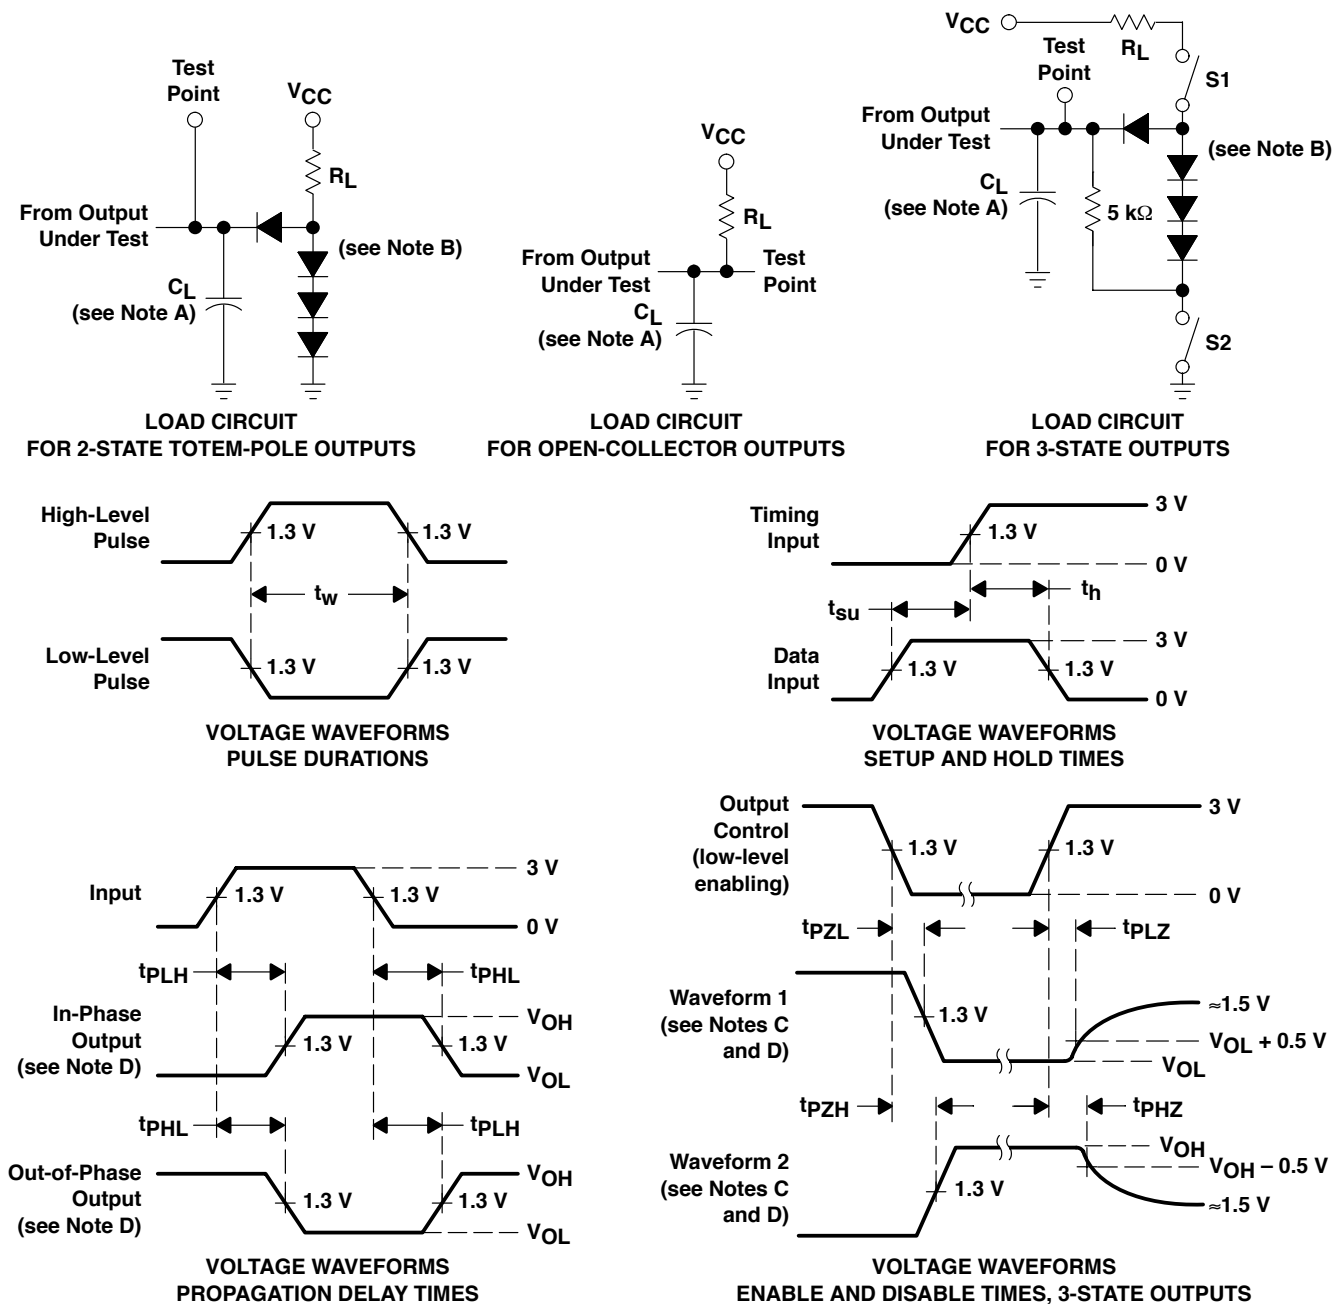 Test
Point
VCC
RL
From Output
Under Test
(see Note B)
CL
(see Note A)
LOAD CIRCUIT
FOR 2-STATE TOTEM-POLE OUTPUTS
VCC
RL
From Output
Under Test
Test
Point
CL
(see Note A)
LOAD CIRCUIT
FOR OPEN-COLLECTOR OUTPUTS
VCC
RL
Test
Point
S1
From Output
Under Test
(see Note B)
CL
(see Note A)
5 kΩ
S2
LOAD CIRCUIT
FOR 3-STATE OUTPUTS
High-Level
Pulse
1.3 V
1.3 V
tw
Low-Level
Pulse
1.3 V
1.3 V
VOLTAGE WAVEFORMS
PULSE DURATIONS
Timing
Input
1.3 V
3 V
0 V
th
tsu
Data
Input
1.3 V
1.3 V
3 V
0 V
VOLTAGE WAVEFORMS
SETUP AND HOLD TIMES
Input
1.3 V
1.3 V
3 V
0 V
tPLH
tPHL
In-Phase
Output
(see Note D)
1.3 V
1.3 V
VOH
VOL
tPHL
tPLH
Out-of-Phase
Output
(see Note D)
1.3 V
1.3 V
VOH
VOL
VOLTAGE WAVEFORMS
PROPAGATION DELAY TIMES
Output
Control
(low-level
enabling)
1.3 V
1.3 V
3 V
0 V
tPZL
tPLZ
Waveform 1
(see Notes C
and D)
1.3 V
≈1.5 V
VOL + 0.5 V
VOL
tPZH
tPHZ
Waveform 2
(see Notes C
and D)
1.3 V
VOH
VOH – 0.5 V
≈1.5 V
VOLTAGE WAVEFORMS
ENABLE AND DISABLE TIMES, 3-STATE OUTPUTS